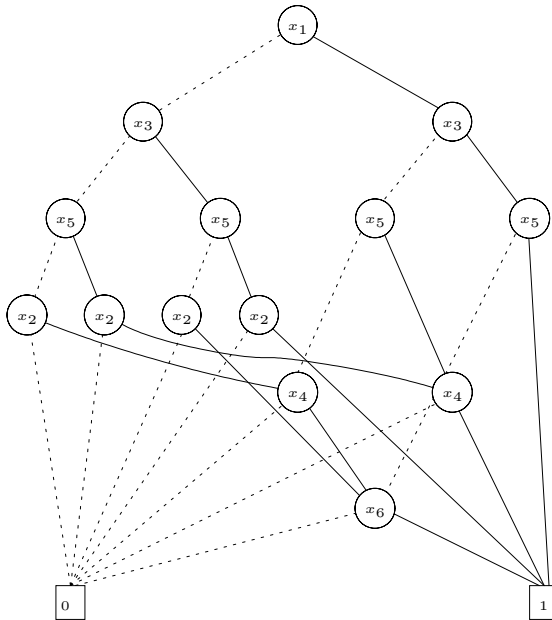 x₁
x₃ x₃
x₅ x₅ x₅ x₅
x₂ x₂ x₂ x₂
x₄ x₄
x₆
0 1